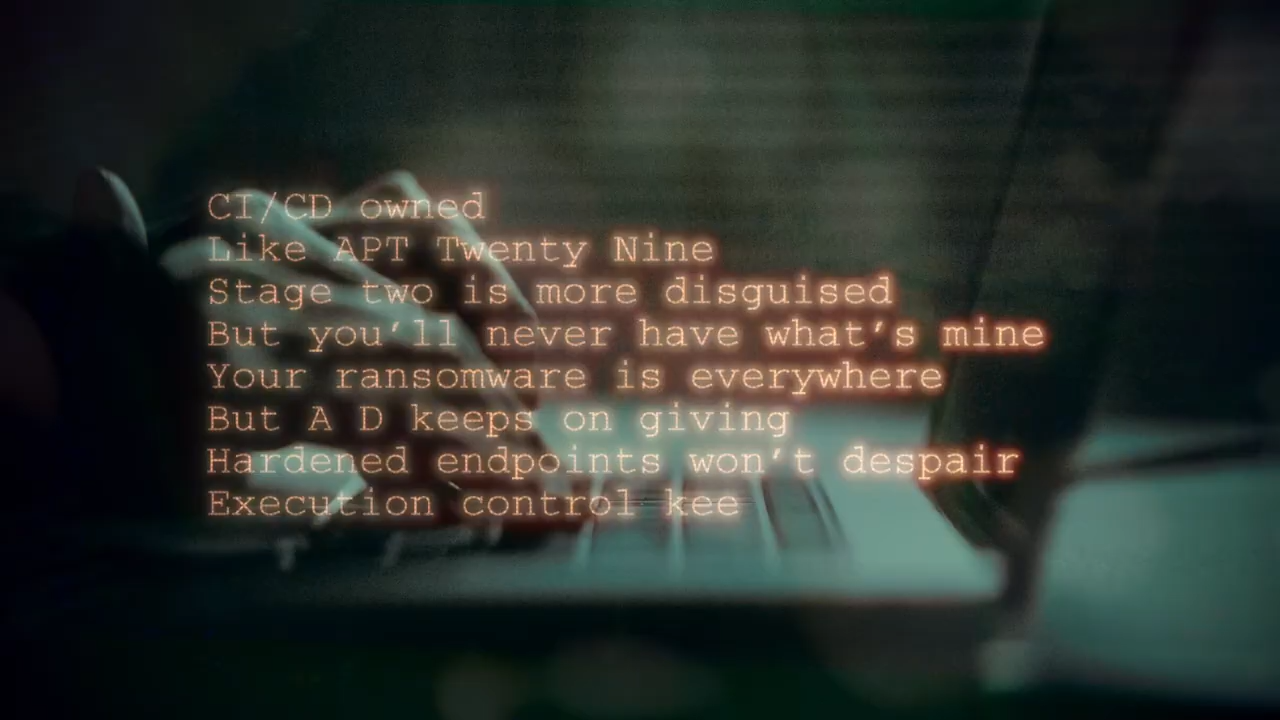 CI/CD owned
Like APT Twenty Nine
Stage two is more disguised
But you’ll never have what’s mine
Your ransomware is everywhere
But A D keeps on giving
Hardened endpoints won’t despair
Execution control kee